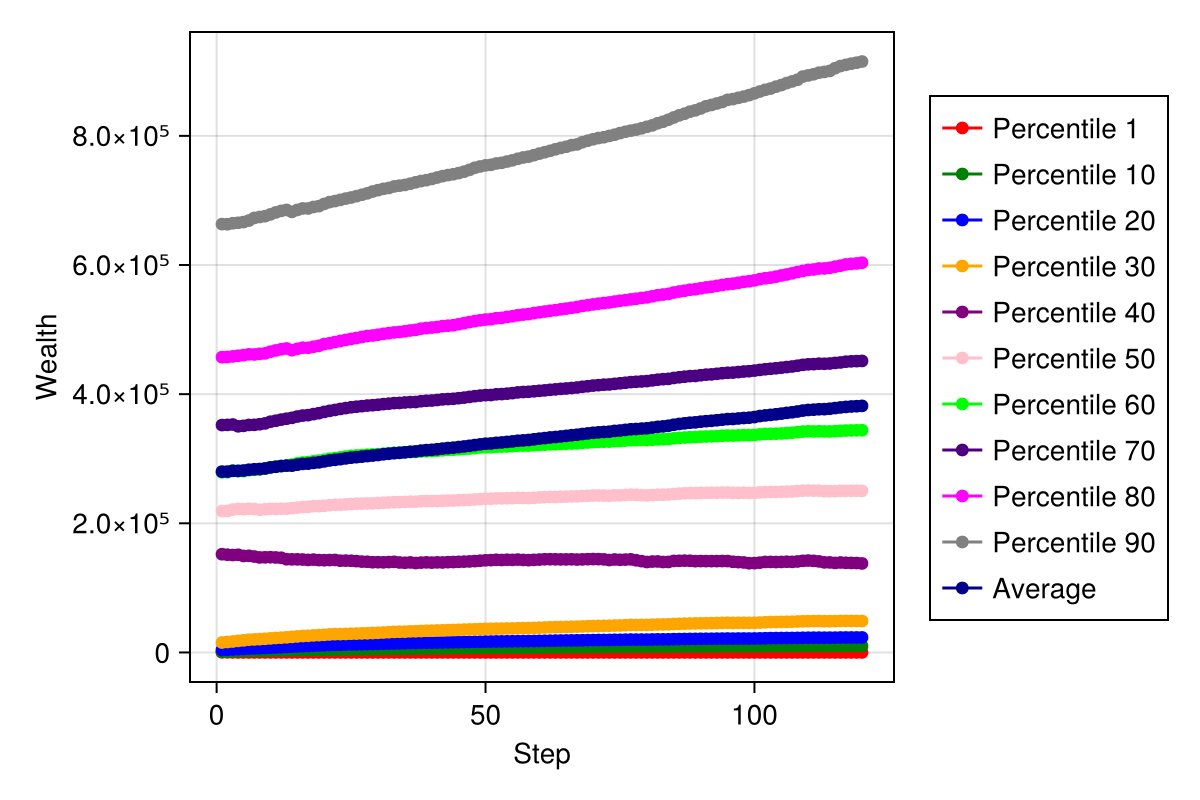 8.0×10⁵
6.0×10⁵
4.0×10⁵
2.0×10⁵
0
Wealth
0 50 100
Step
Percentile 1
Percentile 10
Percentile 20
Percentile 30
Percentile 40
Percentile 50
Percentile 60
Percentile 70
Percentile 80
Percentile 90
Average